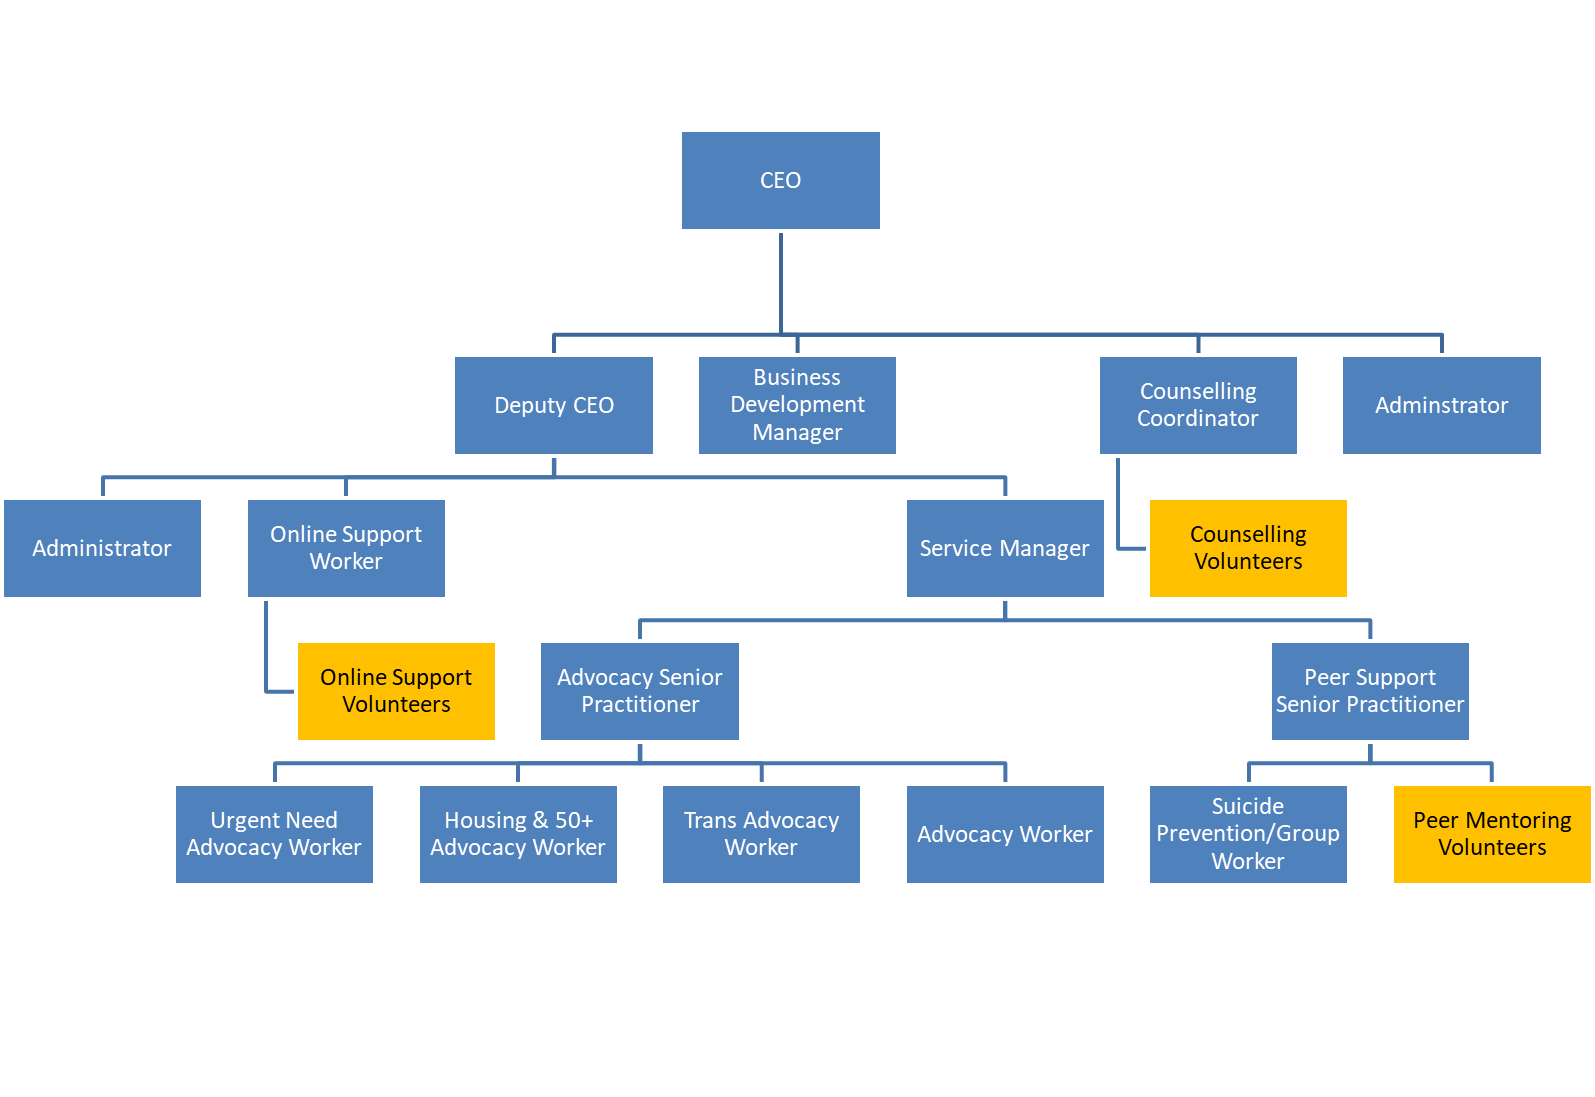 CEO
Deputy CEO
Business
Development
Manager
Counselling
Coordinator
Adminstrator
Administrator
Online Support
Worker
Service Manager
Counselling
Volunteers
Online Support
Volunteers
Advocacy Senior
Practitioner
Peer Support
Senior Practitioner
Urgent Need
Advocacy Worker
Housing & 50+
Advocacy Worker
Trans Advocacy
Worker
Advocacy Worker
Suicide
Prevention/Group
Worker
Peer Mentoring
Volunteers